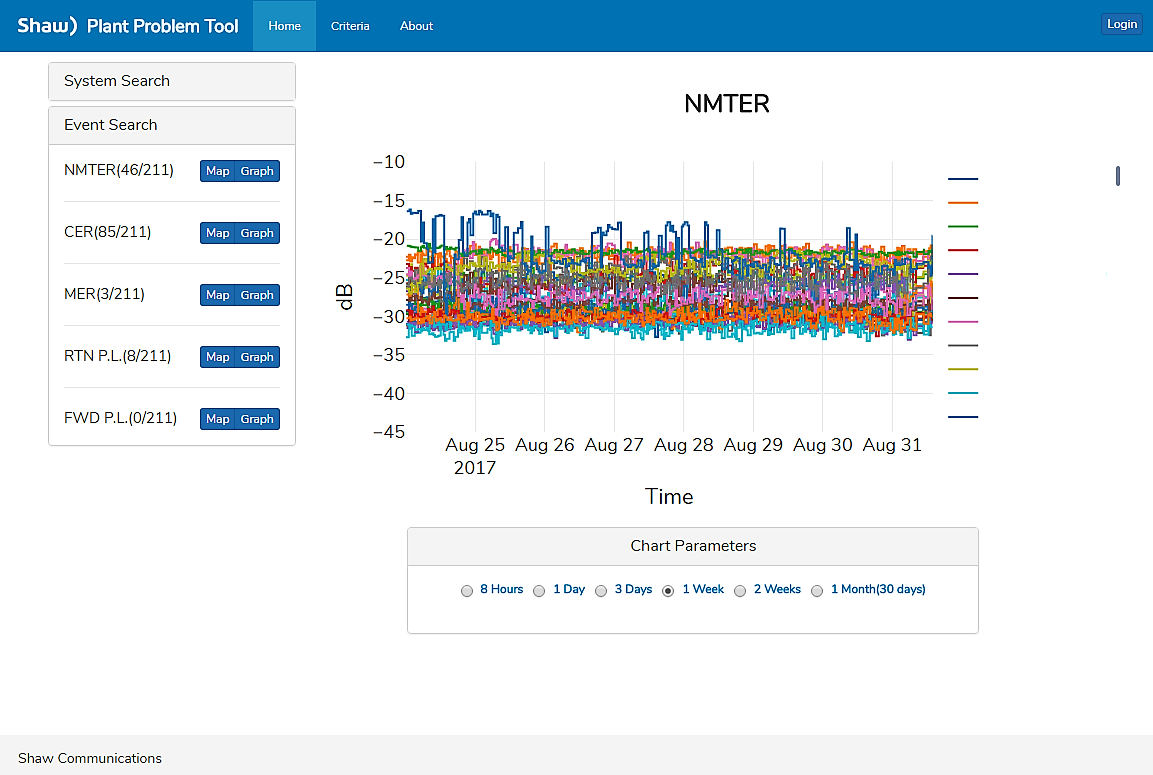 Shaw) Plant Problem Tool Home Criteria About Login
System Search
Event Search
NMTER(46/211) Map Graph
CER(85/211) Map Graph
MER(3/211) Map Graph
RTN P.L.(8/211) Map Graph
FWD P.L.(0/211) Map Graph
NMTER
−10
−15
−20
−25
−30
−35
−40
−45
dB
Aug 25 Aug 26 Aug 27 Aug 28 Aug 29 Aug 30 Aug 31
2017
Time
Chart Parameters
8 Hours 1 Day 3 Days 1 Week 2 Weeks 1 Month(30 days)
Shaw Communications